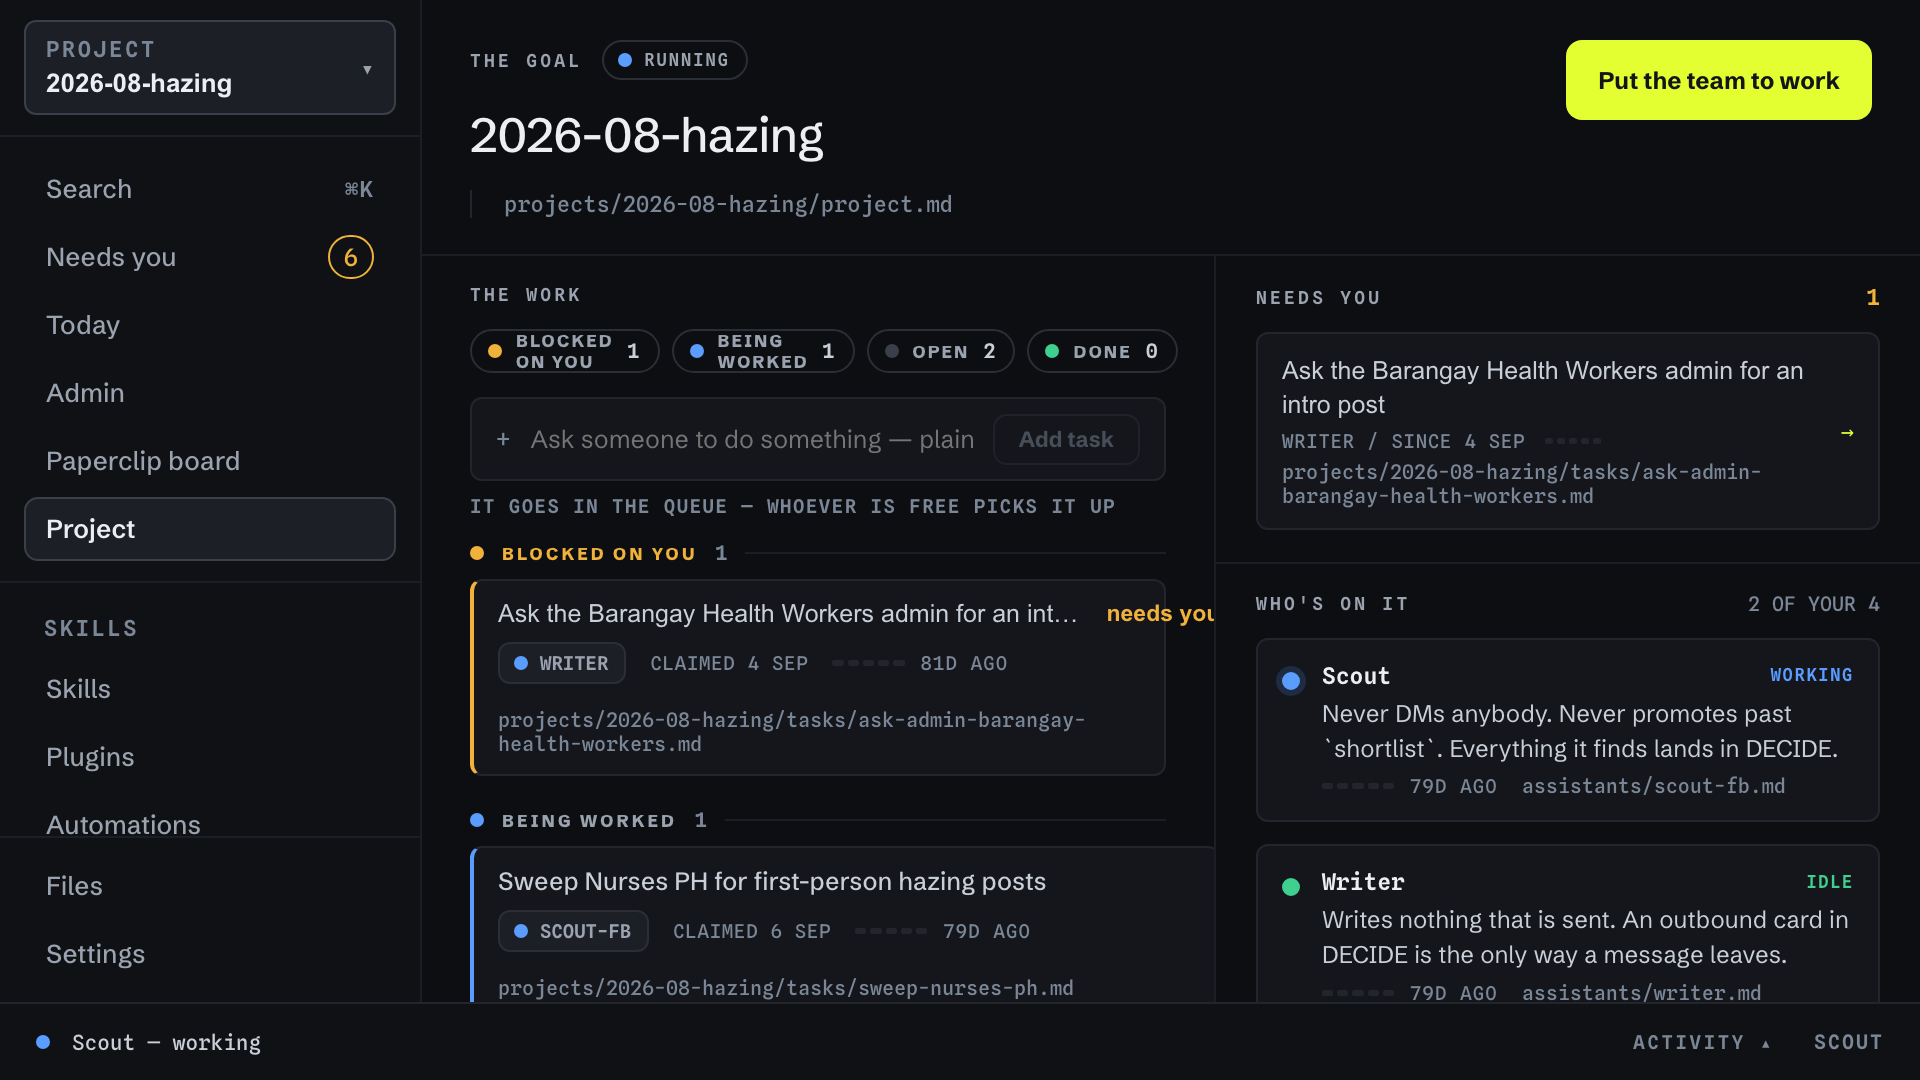 PROJECT
2026-08-hazing
▼
Search ⌘K
Needs you 6
Today
Admin
Paperclip board
Project
SKILLS
Skills
Plugins
Automations
Files
Settings
THE GOAL
RUNNING
2026-08-hazing
projects/2026-08-hazing/project.md
Put the team to work
THE WORK
BLOCKED ON YOU 1
BEING WORKED 1
OPEN 2
DONE 0
+ Ask someone to do something — plain
Add task
IT GOES IN THE QUEUE — WHOEVER IS FREE PICKS IT UP
BLOCKED ON YOU 1
Ask the Barangay Health Workers admin for an int… needs you
WRITER CLAIMED 4 SEP 81D AGO
projects/2026-08-hazing/tasks/ask-admin-barangay-
health-workers.md
BEING WORKED 1
Sweep Nurses PH for first-person hazing posts
SCOUT-FB CLAIMED 6 SEP 79D AGO
projects/2026-08-hazing/tasks/sweep-nurses-ph.md
NEEDS YOU 1
Ask the Barangay Health Workers admin for an
intro post
WRITER / SINCE 4 SEP
→
projects/2026-08-hazing/tasks/ask-admin-
barangay-health-workers.md
WHO'S ON IT 2 OF YOUR 4
Scout WORKING
Never DMs anybody. Never promotes past
`shortlist`. Everything it finds lands in DECIDE.
79D AGO assistants/scout-fb.md
Writer IDLE
Writes nothing that is sent. An outbound card in
DECIDE is the only way a message leaves.
79D AGO assistants/writer.md
Scout — working
ACTIVITY ▲ SCOUT